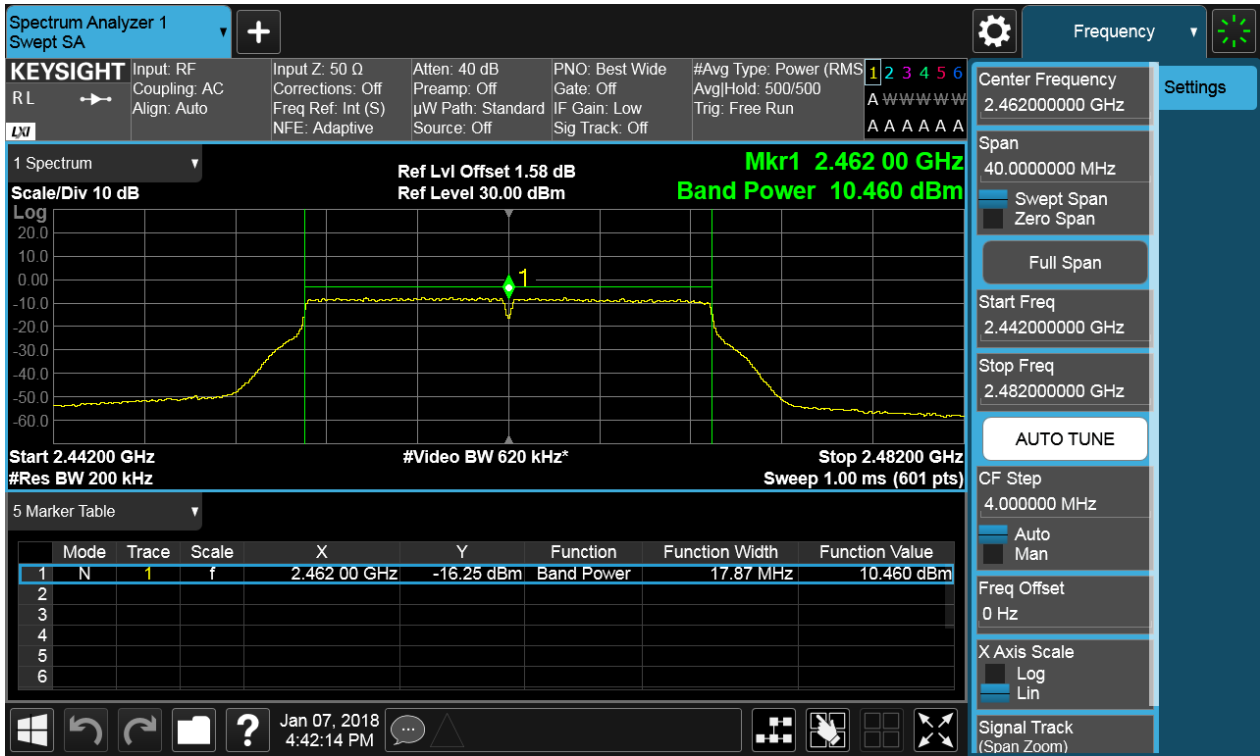 Spectrum Analyzer 1
Swept SA
+
Frequency
KEYSIGHT
R L
LXI
Input: RF
Coupling: AC
Align: Auto
Input Z: 50 Ω
Corrections: Off
Freq Ref: Int (S)
NFE: Adaptive
Atten: 40 dB
Preamp: Off
µW Path: Standard
Source: Off
PNO: Best Wide
Gate: Off
IF Gain: Low
Sig Track: Off
#Avg Type: Power (RMS
Avg|Hold: 500/500
Trig: Free Run
1 2 3 4 5 6
A W W W W W
A A A A A A
1 Spectrum
Scale/Div 10 dB
Ref Lvl Offset 1.58 dB
Ref Level 30.00 dBm
Mkr1 2.462 00 GHz
Band Power 10.460 dBm
Log
20.0
10.0
0.00
-10.0
-20.0
-30.0
-40.0
-50.0
-60.0
1
Start 2.44200 GHz
#Res BW 200 kHz
#Video BW 620 kHz*
Stop 2.48200 GHz
Sweep 1.00 ms (601 pts)
5 Marker Table
Mode Trace Scale X Y Function Function Width Function Value
1 N 1 f 2.462 00 GHz -16.25 dBm Band Power 17.87 MHz 10.460 dBm
2
3
4
5
6
Center Frequency
2.462000000 GHz
Span
40.0000000 MHz
Swept Span
Zero Span
Full Span
Start Freq
2.442000000 GHz
Stop Freq
2.482000000 GHz
AUTO TUNE
CF Step
4.000000 MHz
Auto
Man
Freq Offset
0 Hz
X Axis Scale
Log
Lin
Signal Track
(Span Zoom)
Settings
?
Jan 07, 2018
4:42:14 PM